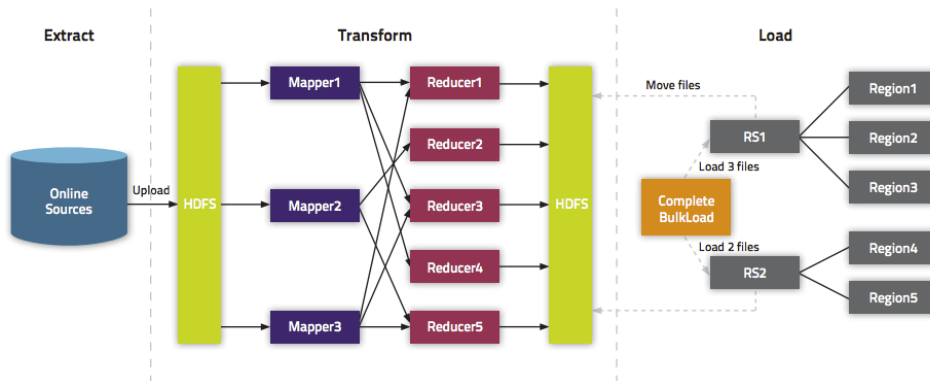 Extract
Transform
Load
Online
Sources
Upload
HDFS
Mapper1
Mapper2
Mapper3
Reducer1
Reducer2
Reducer3
Reducer4
Reducer5
HDFS
Move files
RS1
Load 3 files
Complete
BulkLoad
Load 2 files
RS2
Region1
Region2
Region3
Region4
Region5